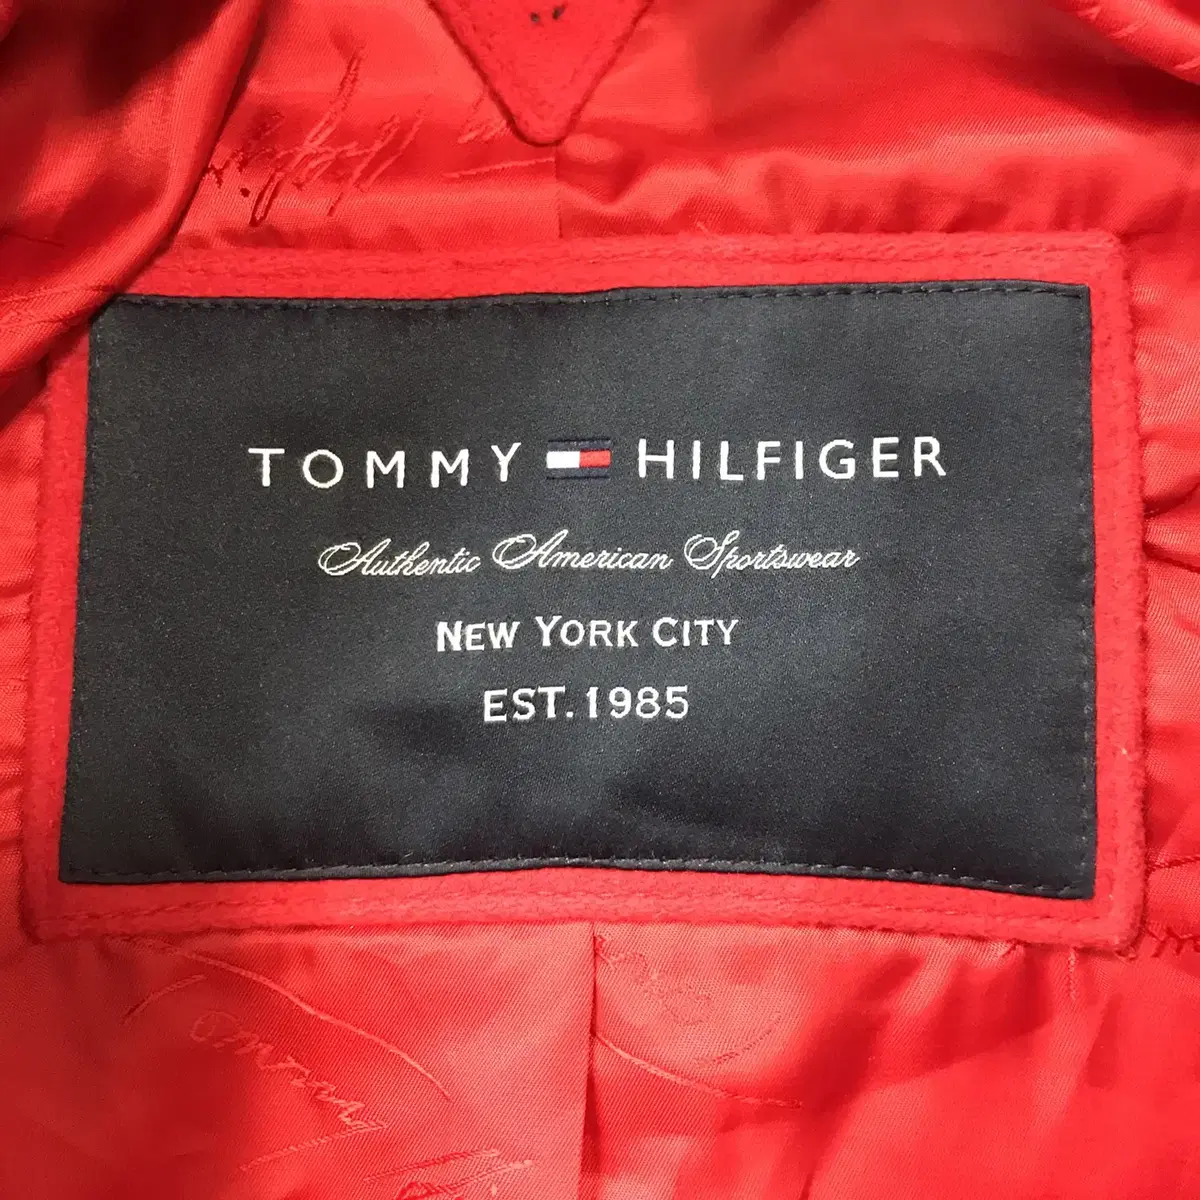 TOMMY HILFIGER
Authentic American Sportswear
NEW YORK CITY
EST. 1985